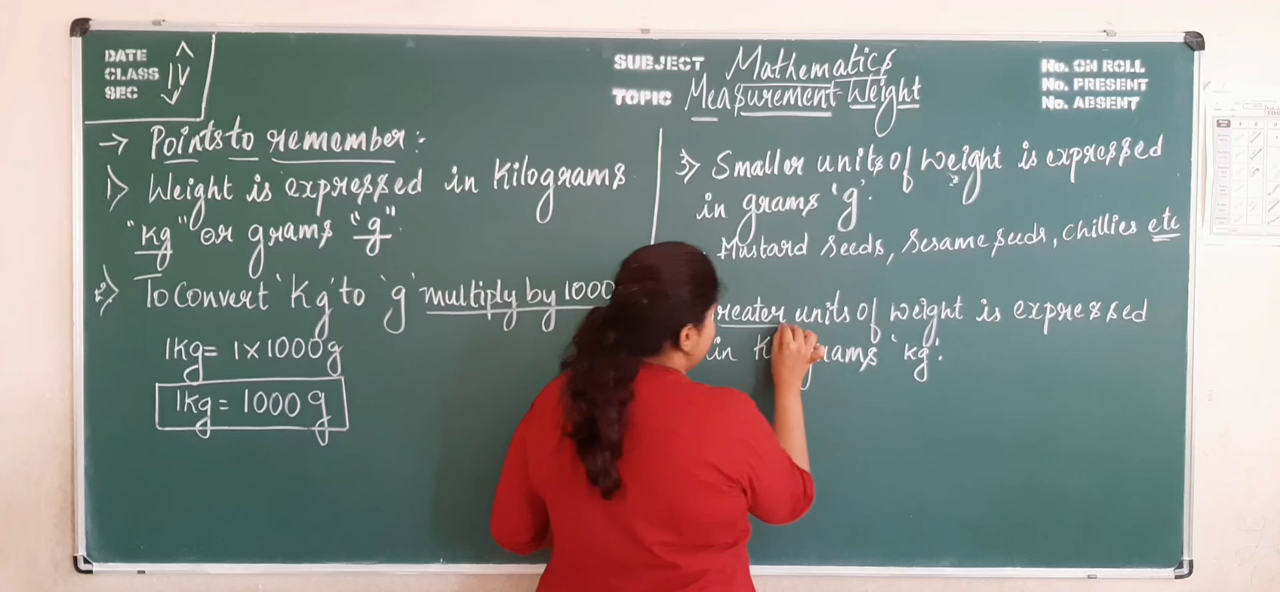 DATE
CLASS IV
SEC
SUBJECT Mathematics
TOPIC Measurement-Weight
No. ON ROLL
No. PRESENT
No. ABSENT
→ Points to remember:
1) Weight is expressed in Kilograms
"kg" or grams "g"
2) To convert 'Kg' to 'g' multiply by 1000
1kg = 1 x 1000g
1kg = 1000 g
3) Smaller units of weight is expressed
in grams 'g'.
Mustard seeds, Sesame seeds, chillies etc
reater units of weight is expressed
in K grams 'kg'.